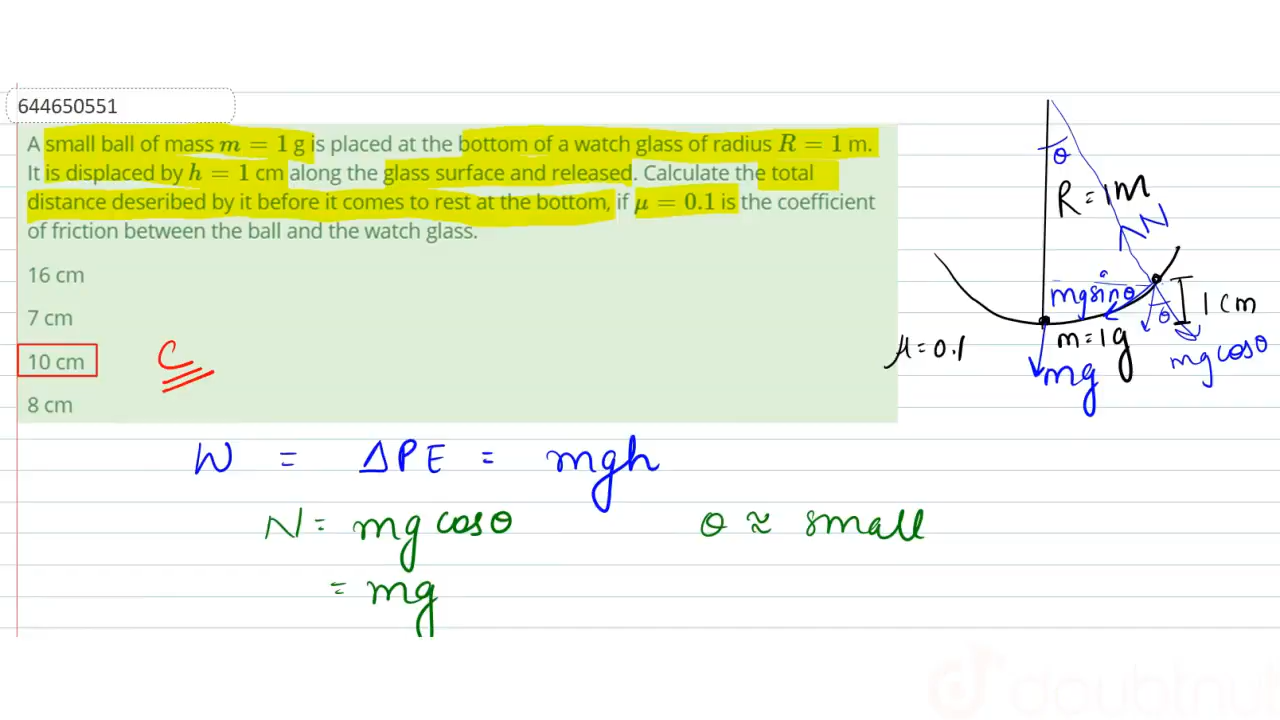 644650551
A small ball of mass m = 1 g is placed at the bottom of a watch glass of radius R = 1 m.
It is displaced by h = 1 cm along the glass surface and released. Calculate the total
distance deseribed by it before it comes to rest at the bottom, if μ = 0.1 is the coefficient
of friction between the ball and the watch glass.
16 cm
7 cm
10 cm
8 cm
C
θ
R = 1M
N
mg sinθ
θ
1 cm
m = 1g
μ = 0.1
mg cosθ
mg
W = ΔPE = mgh
N = mg cosθ θ ≈ small
= mg
doubtnut